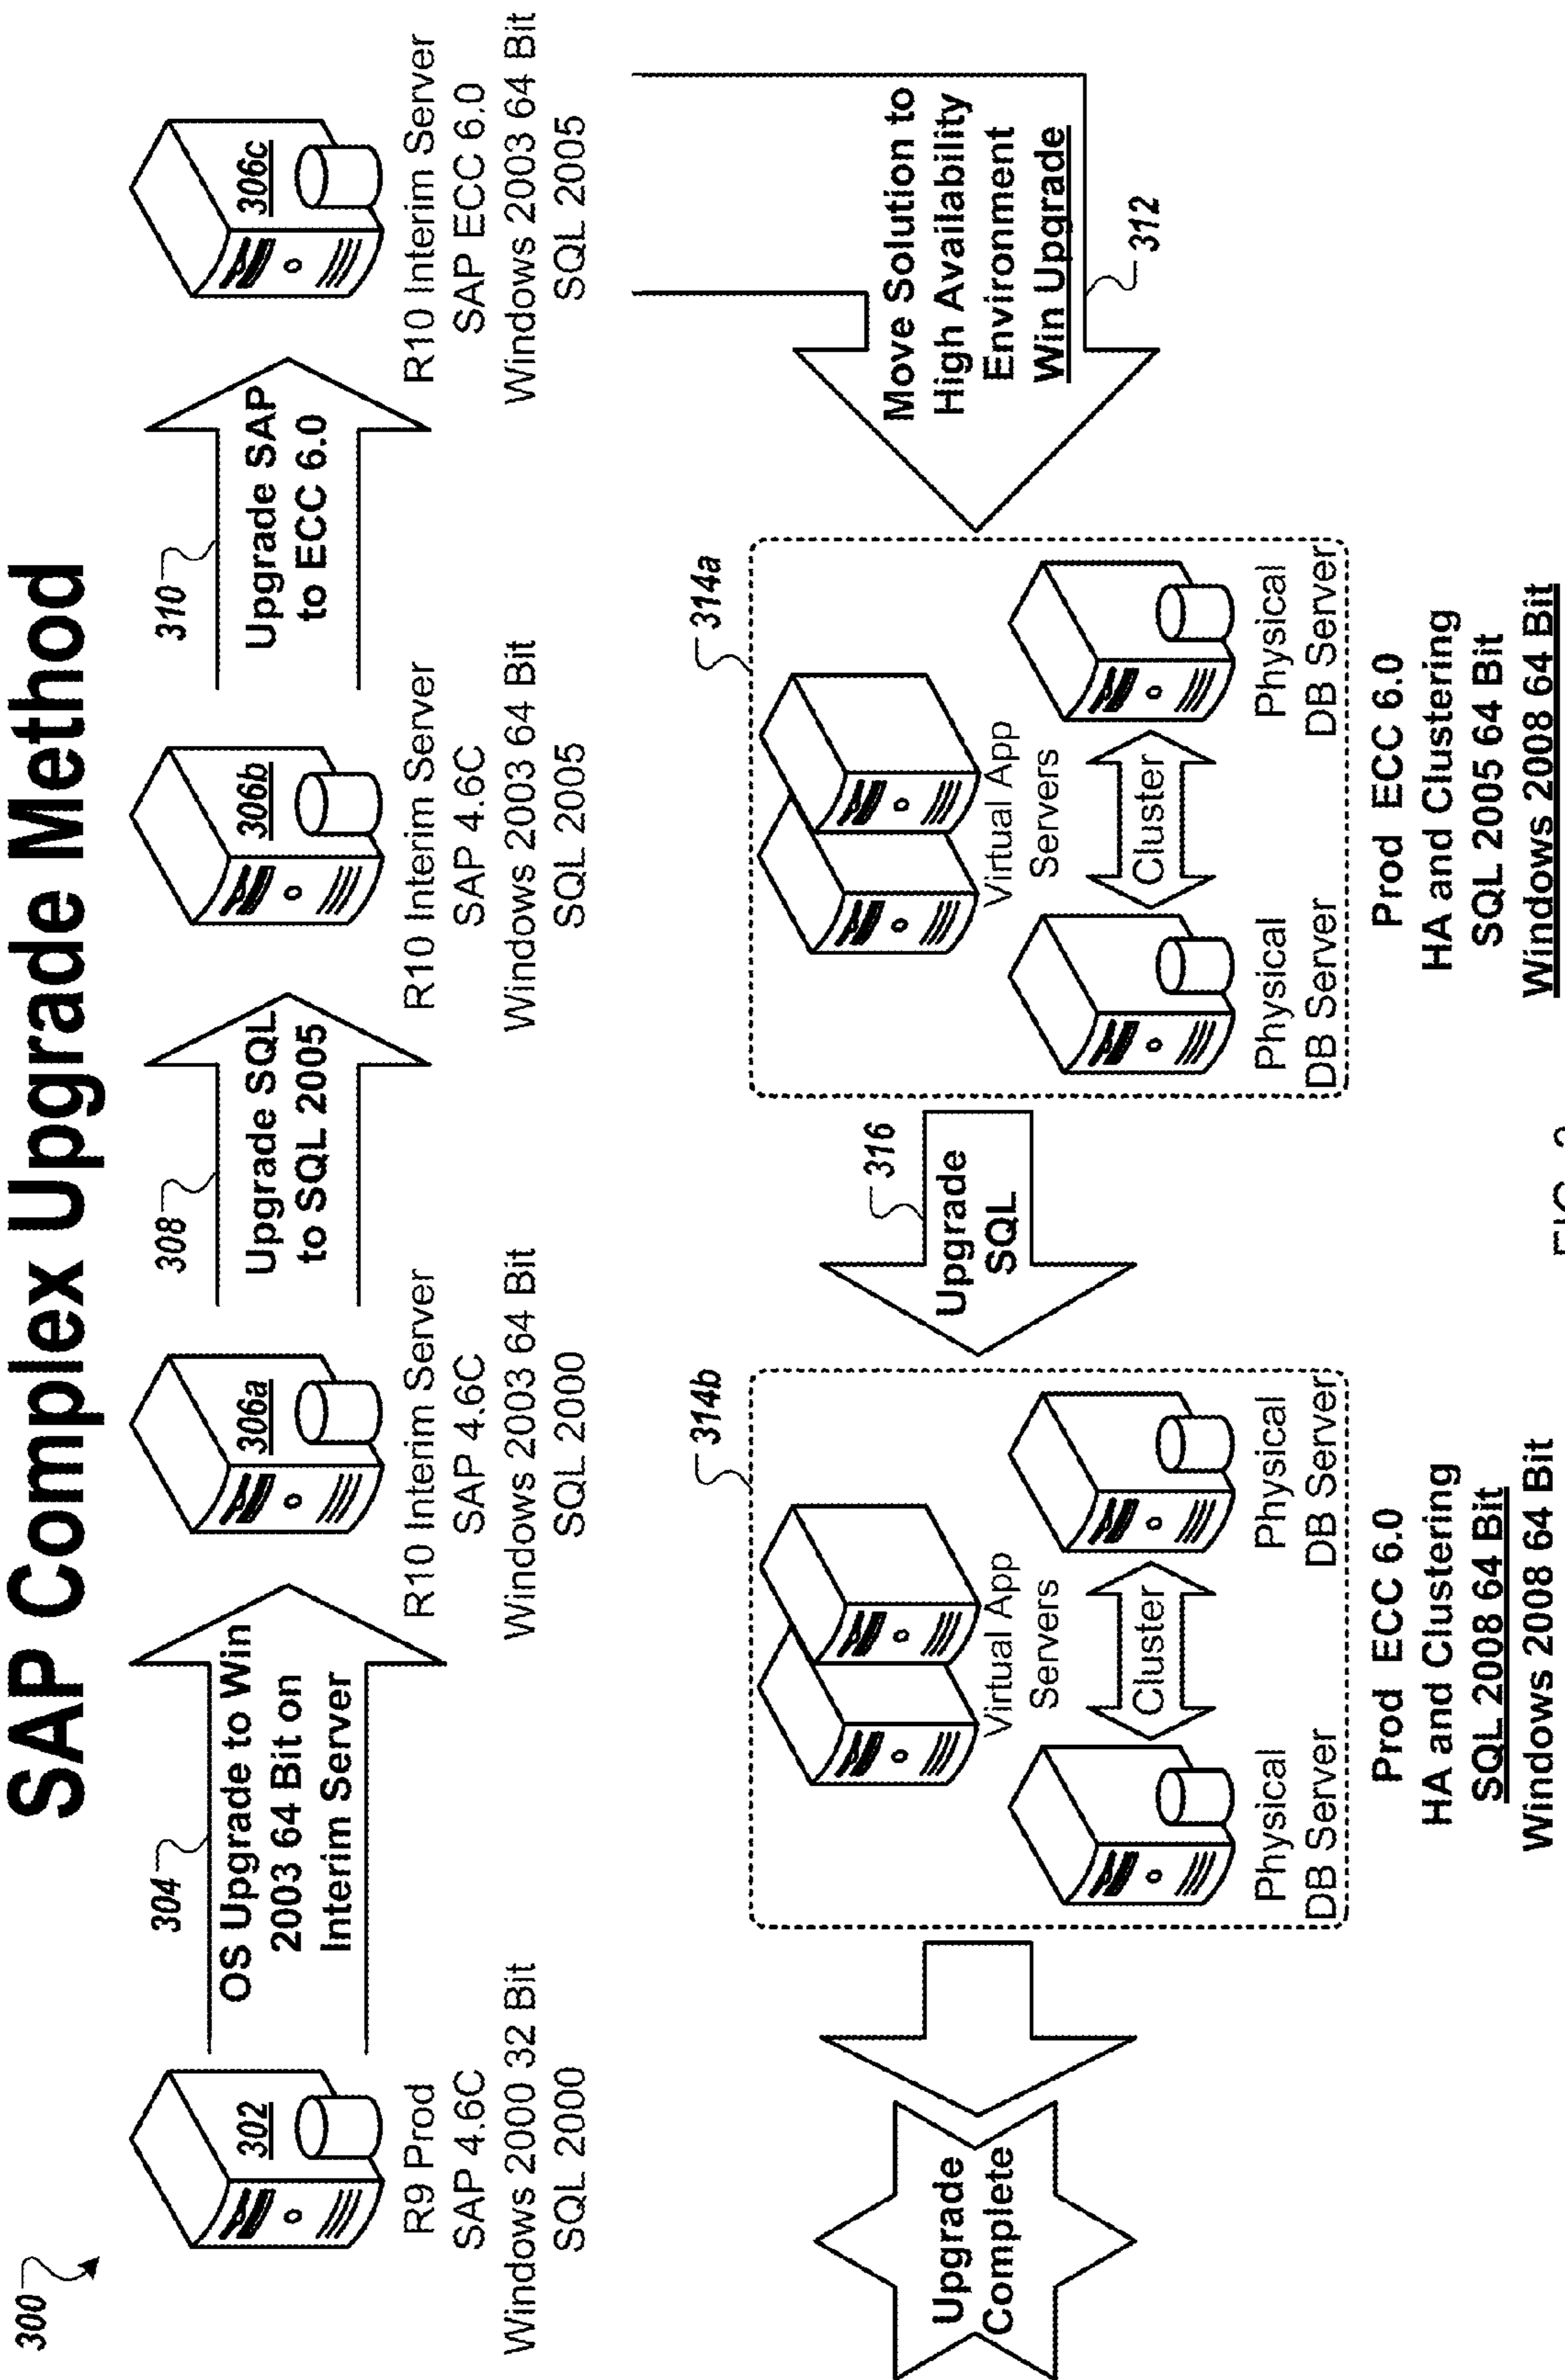 SAP Complex Upgrade Method
300
302
R9 Prod
SAP 4.6C
Windows 2000 32 Bit
SQL 2000
304
OS Upgrade to Win
2003 64 Bit on
Interim Server
306a
R10 Interim Server
SAP 4.6C
Windows 2003 64 Bit
SQL 2000
308
Upgrade SQL
to SQL 2005
306b
R10 Interim Server
SAP 4.6C
Windows 2003 64 Bit
SQL 2005
310
Upgrade SAP
to ECC 6.0
306c
R10 Interim Server
SAP ECC 6.0
Windows 2003 64 Bit
SQL 2005
Move Solution to
High Availability
Environment
Win Upgrade
312
314a
Virtual App
Servers
Cluster
Physical
DB Server
Physical
DB Server
Prod ECC 6.0
HA and Clustering
SQL 2005 64 Bit
Windows 2008 64 Bit
316
Upgrade
SQL
314b
Virtual App
Servers
Cluster
Physical
DB Server
Physical
DB Server
Prod ECC 6.0
HA and Clustering
SQL 2008 64 Bit
Windows 2008 64 Bit
Upgrade
Complete